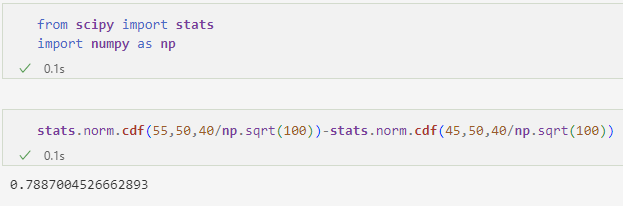 from scipy import stats
import numpy as np
0.1s
stats.norm.cdf(55,50,40/np.sqrt(100))-stats.norm.cdf(45,50,40/np.sqrt(100))
0.1s
0.7887004526662893